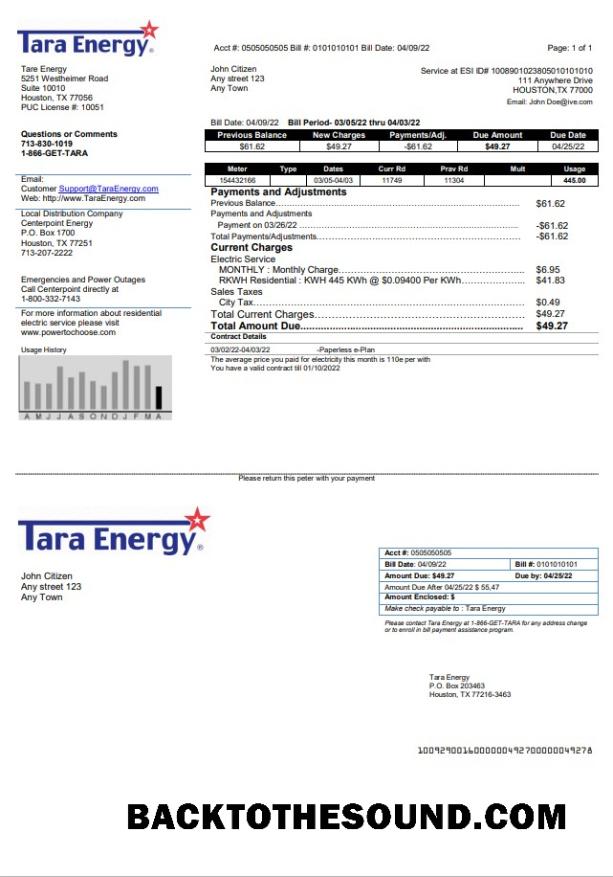 Tara Energy®
Acct #: 0505050505 Bill #: 0101010101 Bill Date: 04/09/22
Page: 1 of 1
Tare Energy
5251 Westheimer Road
Suite 10010
Houston, TX 77056
PUC License #: 10051
John Citizen
Any street 123
Any Town
Service at ESI ID# 1008901023805010101010
111 Anywhere Drive
HOUSTON,TX77000
Email: John Doe@ive.com
Questions or Comments
713-830-1019
1-866-GET-TARA
Bill Date: 04/09/22 Bill Period- 03/05/22 thru 04/03/22
Previous Balance New Charges Payments/Adj. Due Amount Due Date
$61.62 $49.27 -$61.62 $49.27 04/25/22
Meter Type Dates Curr Rd Prav Rd Mult Usage
154432166 03/05-04/03 11749 11304 445.00
Email:
Customer Support@TaraEnergy.com
Web: http://www.TaraEnergy.com
Local Distribution Company
Centerpoint Energy
P.O. Box 1700
Houston, TX 77251
713-207-2222
Emergencies and Power Outages
Call Centerpoint directly at
1-800-332-7143
For more information about residential
electric service please visit
www.powertochoose.com
Usage History
A M J J A S O N D J F M A
Payments and Adjustments
Previous Balance $61.62
Payments and Adjustments
Payment on 03/26/22 -$61.62
Total Payments/Adjustments -$61.62
Current Charges
Electric Service
MONTHLY : Monthly Charge $6.95
RKWH Residential : KWH 445 KWh @ $0.09400 Per KWh $41.83
Sales Taxes
City Tax $0.49
Total Current Charges $49.27
Total Amount Due $49.27
Contract Details
03/02/22-04/03/22 -Paperless e-Plan
The average price you paid for electricity this month is 110e per with
You have a valid contract till 01/10/2022
Please return this peter with your payment
Tara Energy®
John Citizen
Any street 123
Any Town
Acct #: 0505050505
Bill Date: 04/09/22 Bill #: 0101010101
Amount Due: $49.27 Due by: 04/25/22
Amount Due After 04/25/22 $ 55,47
Amount Enclosed: $
Make check payable to : Tara Energy
Please contact Tara Energy at 1-866-GET-TARA for any address change
or to enroll in bill payment assistance program.
Tara Energy
P.O. Box 203463
Houston, TX 77216-3463
BACKTOTHESOUND.COM